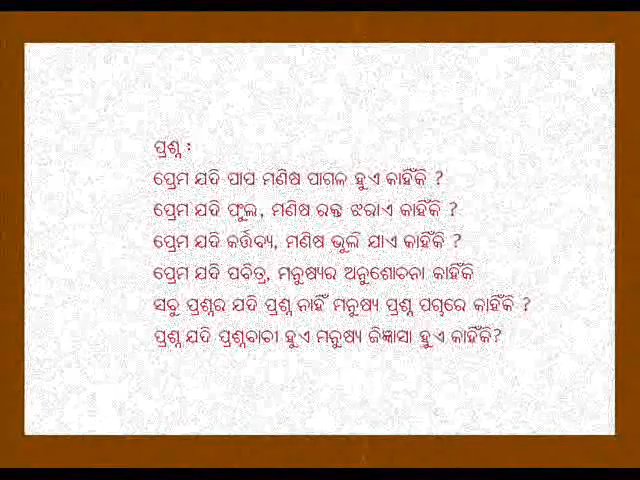 ପ୍ରଶ୍ନ :
ପ୍ରେମ ଯଦି ପାପ ମଣିଷ ପାଗଳ ହୁଏ କାହିଁକି ?
ପ୍ରେମ ଯଦି ଫୁଲ, ମଣିଷ ରକ୍ତ ଝରାଏ କାହିଁକି ?
ପ୍ରେମ ଯଦି କର୍ତ୍ତବ୍ୟ, ମଣିଷ ଭୁଲି ଯାଏ କାହିଁକି ?
ପ୍ରେମ ଯଦି ପବିତ୍ର, ମନୁଷ୍ୟର ଅନୁଶୋଚନା କାହିଁକି
ସବୁ ପ୍ରଶ୍ନର ଯଦି ପ୍ରଶ୍ନ ନାହିଁ ମନୁଷ୍ୟ ପ୍ରଶ୍ନ ପଚାରେ କାହିଁକି ?
ପ୍ରଶ୍ନ ଯଦି ପ୍ରଶ୍ନବାଚୀ ହୁଏ ମନୁଷ୍ୟ ଜିଜ୍ଞାସା ହୁଏ କାହିଁକି?